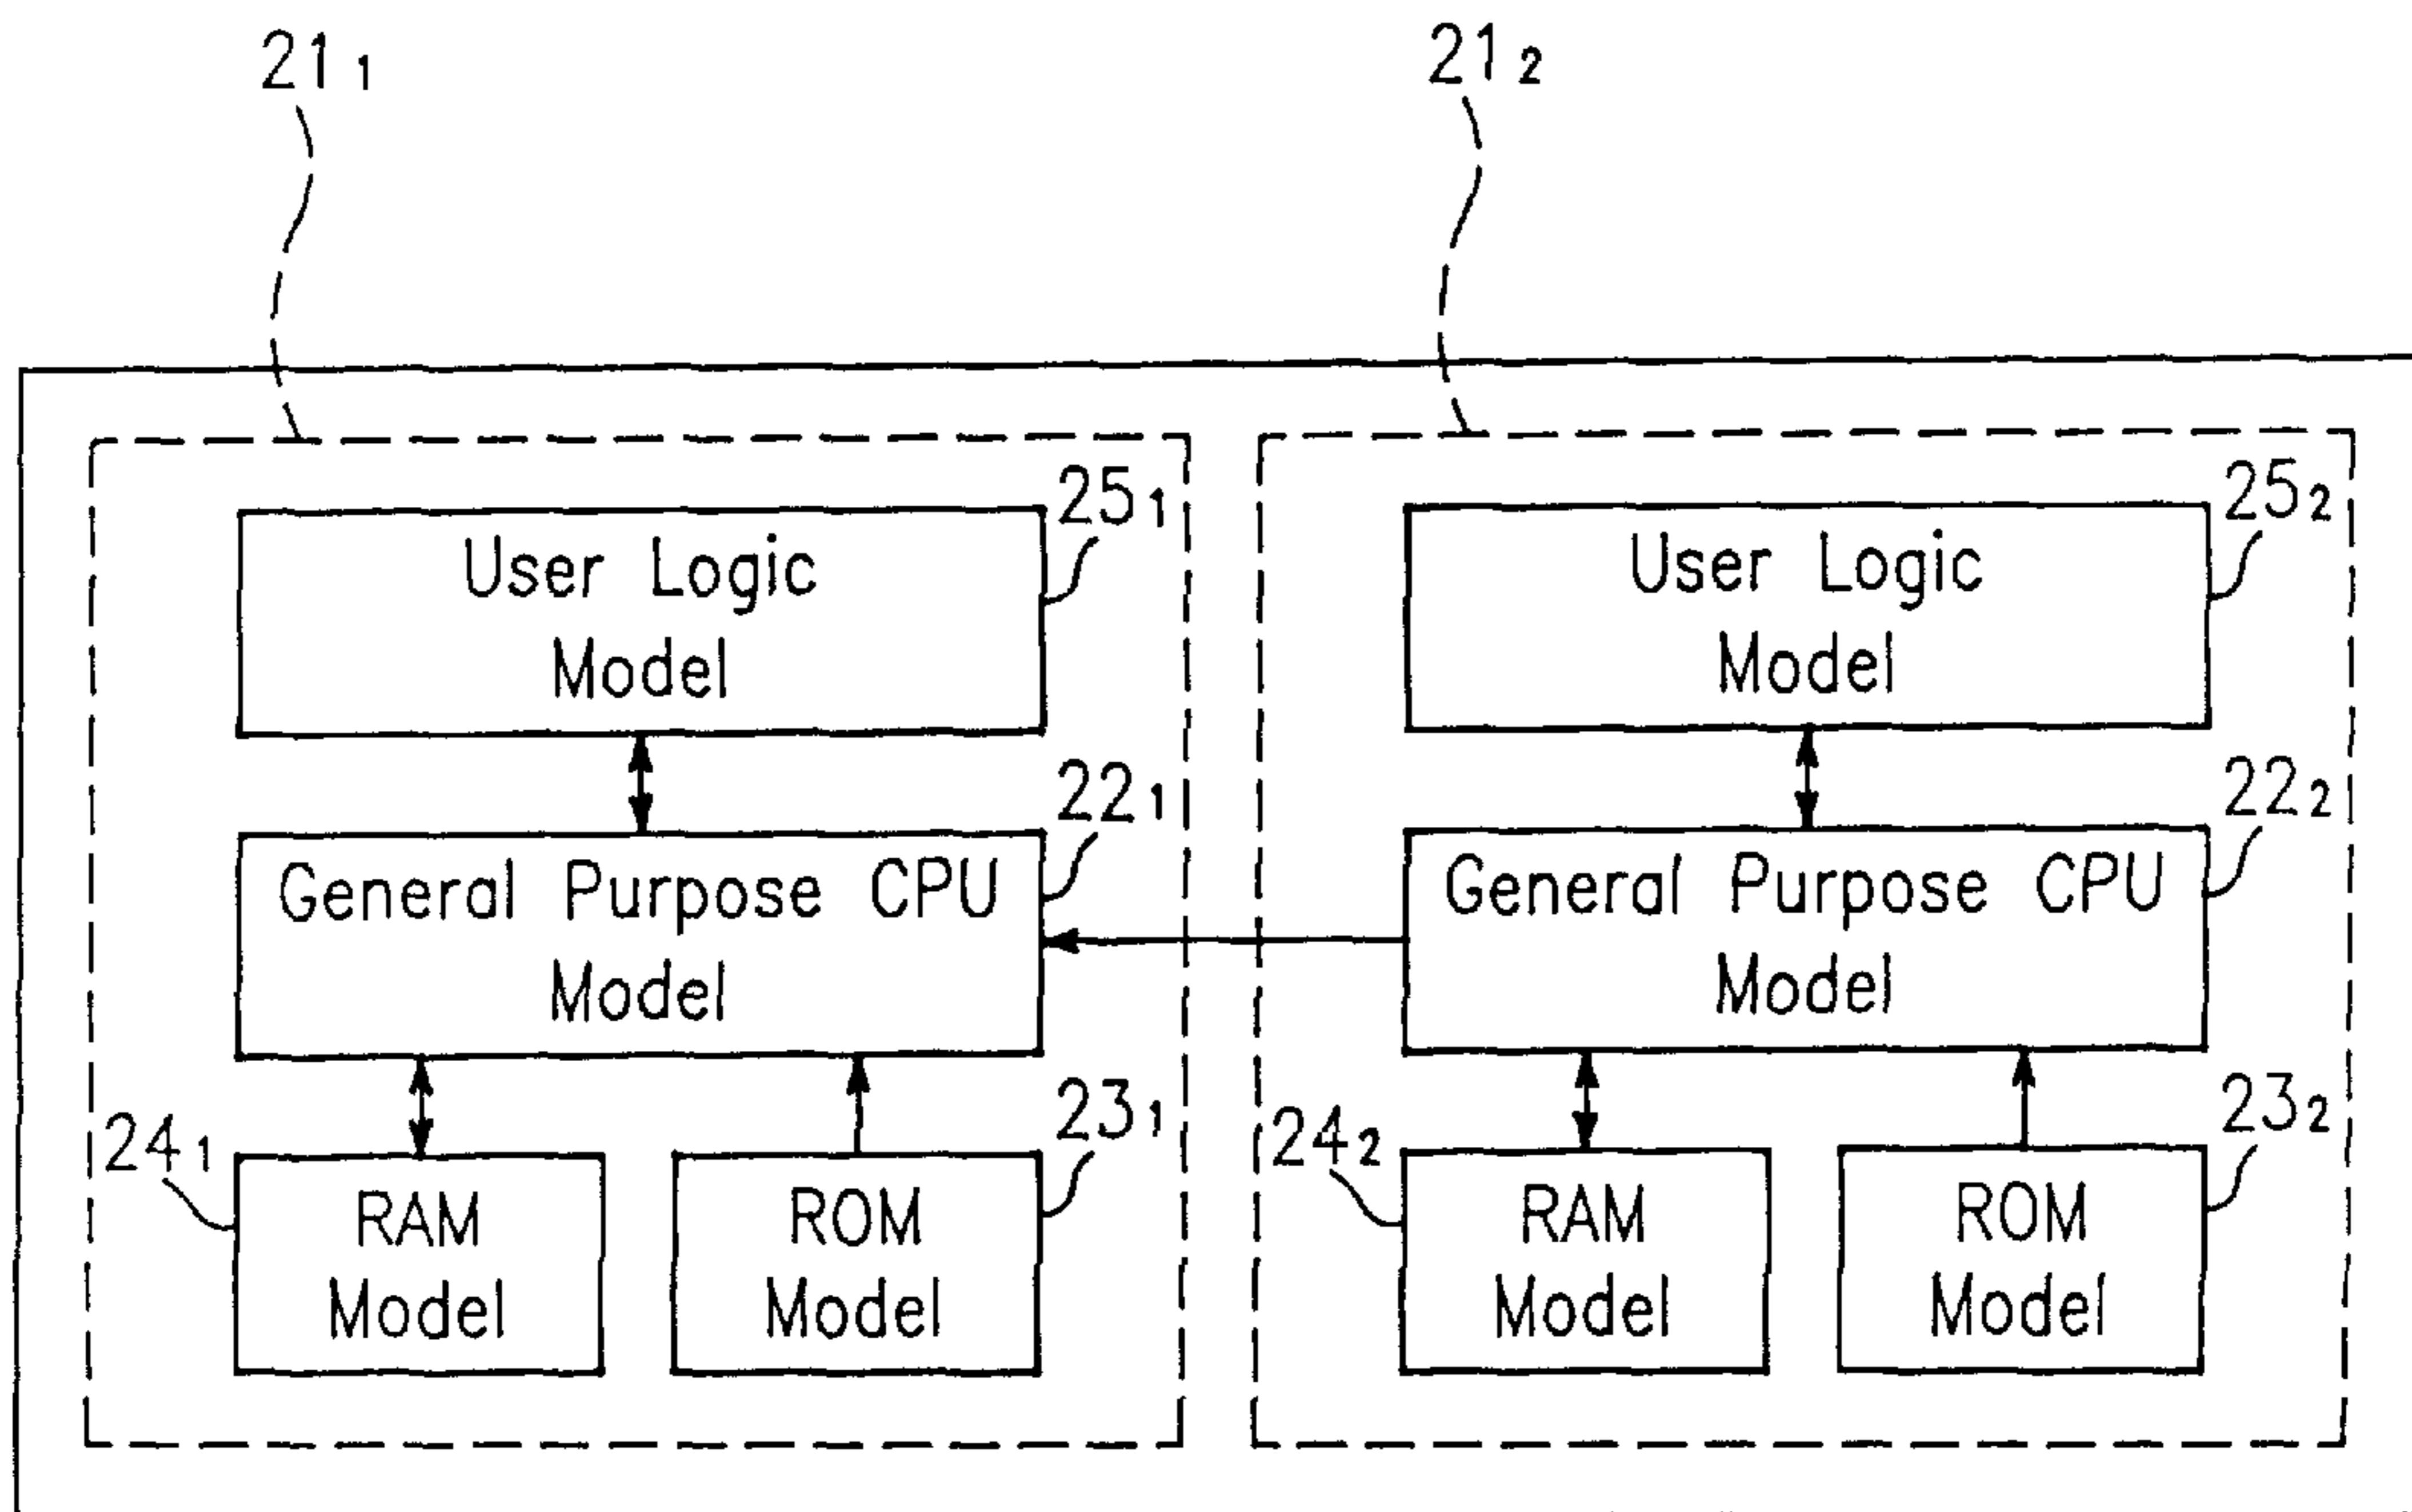 21₁
21₂
25₁
User Logic
Model
25₂
User Logic
Model
22₁
General Purpose CPU
Model
22₂
General Purpose CPU
Model
24₁
RAM
Model
23₁
ROM
Model
24₂
RAM
Model
23₂
ROM
Model